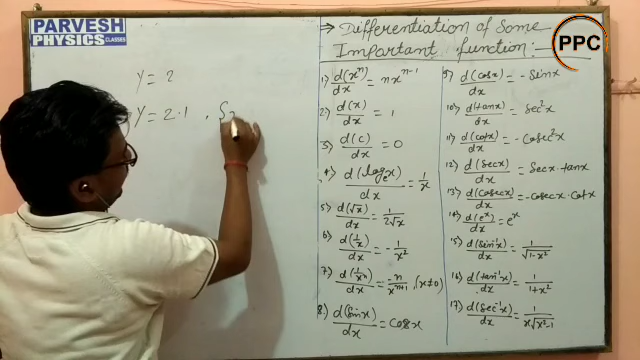 PARVESH
PHYSICS CLASSES
y = 2
y = 2.1 ,
⇒ Differentiation of Some
Important function:—
PPC
1) d(xⁿ)/dx = nxⁿ⁻¹
2) d(x)/dx = 1
3) d(c)/dx = 0
4) d(logₑx)/dx = 1/x
5) d(√x)/dx = 1/2√x
6) d(1/x)/dx = -1/x²
7) d(1/xⁿ)/dx = -n/xⁿ⁺¹, (x≠0)
8) d(sinx)/dx = cosx
9) d(cosx)/dx = -sinx
10) d(tanx)/dx = sec²x
11) d(cotx)/dx = -cosec²x
12) d(secx)/dx = secx·tanx
13) d(cosecx)/dx = -cosecx·cotx
14) d(eˣ)/dx = eˣ
15) d(sin⁻¹x)/dx = 1/√1-x²
16) d(tan⁻¹x)/dx = 1/1+x²
17) d(sec⁻¹x)/dx = 1/x√x²-1